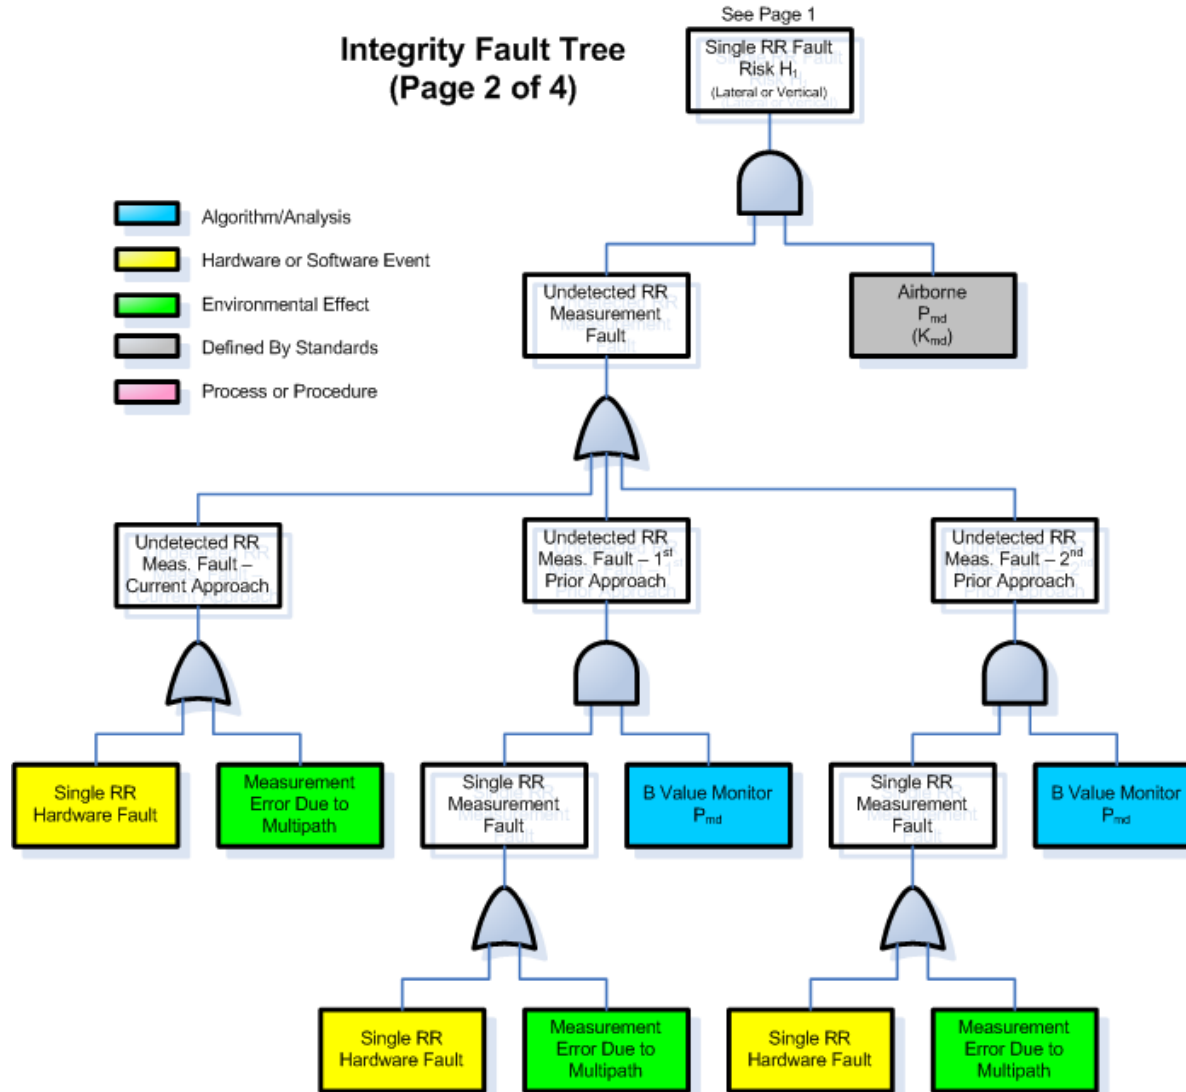 See Page 1
Integrity Fault Tree
(Page 2 of 4)
Single RR Fault
Risk H₁
(Lateral or Vertical)
Algorithm/Analysis
Hardware or Software Event
Environmental Effect
Defined By Standards
Process or Procedure
Undetected RR
Measurement
Fault
Airborne
Pmd
(Kmd)
Undetected RR
Meas. Fault –
Current Approach
Undetected RR
Meas. Fault – 1st
Prior Approach
Undetected RR
Meas. Fault – 2nd
Prior Approach
Single RR
Hardware Fault
Measurement
Error Due to
Multipath
Single RR
Measurement
Fault
B Value Monitor
Pmd
Single RR
Measurement
Fault
B Value Monitor
Pmd
Single RR
Hardware Fault
Measurement
Error Due to
Multipath
Single RR
Hardware Fault
Measurement
Error Due to
Multipath